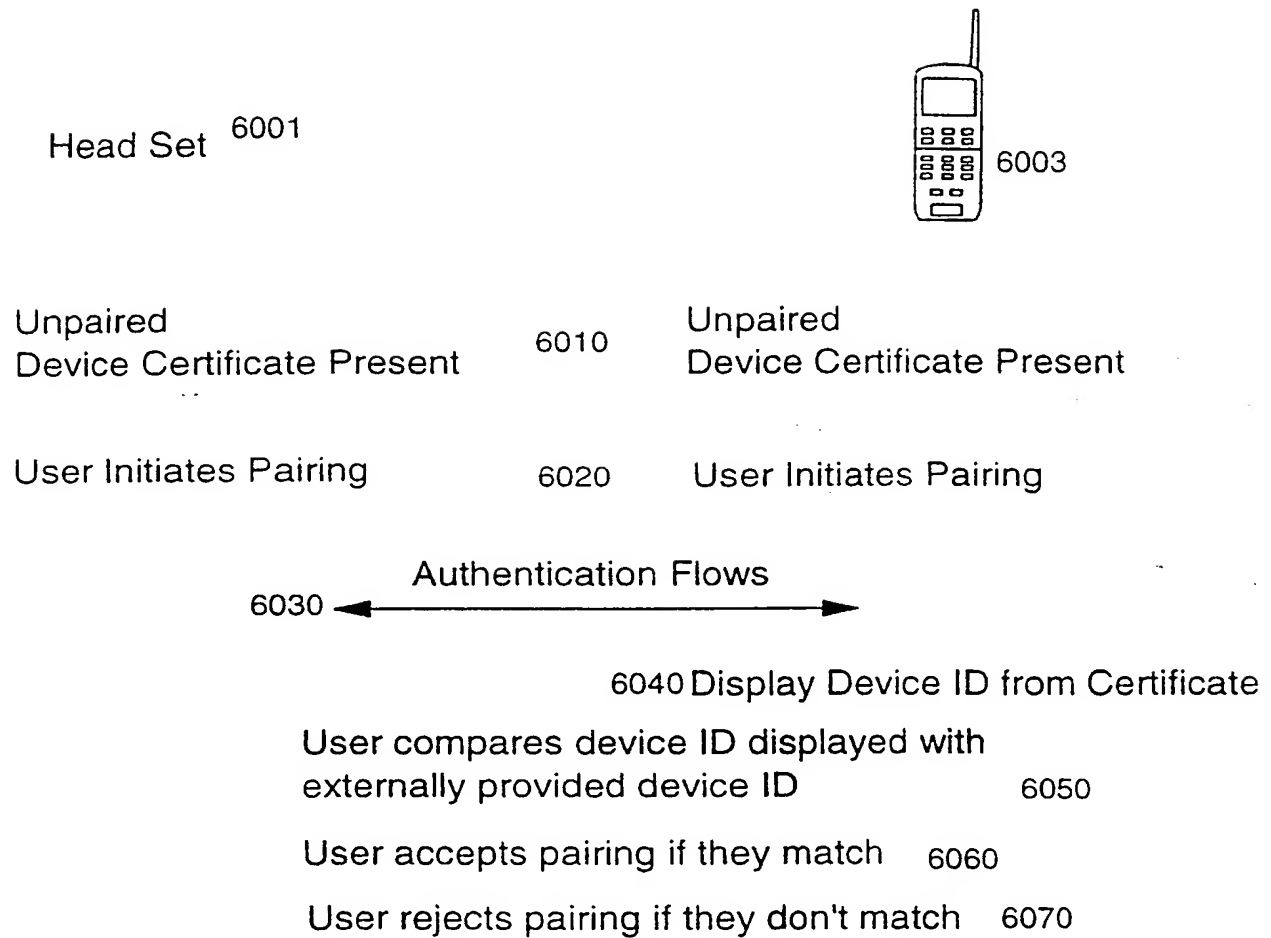 Head Set 6001
6003
Unpaired
Device Certificate Present
6010
Unpaired
Device Certificate Present
User Initiates Pairing 6020 User Initiates Pairing
Authentication Flows
6030
6040 Display Device ID from Certificate
User compares device ID displayed with
externally provided device ID 6050
User accepts pairing if they match 6060
User rejects pairing if they don't match 6070